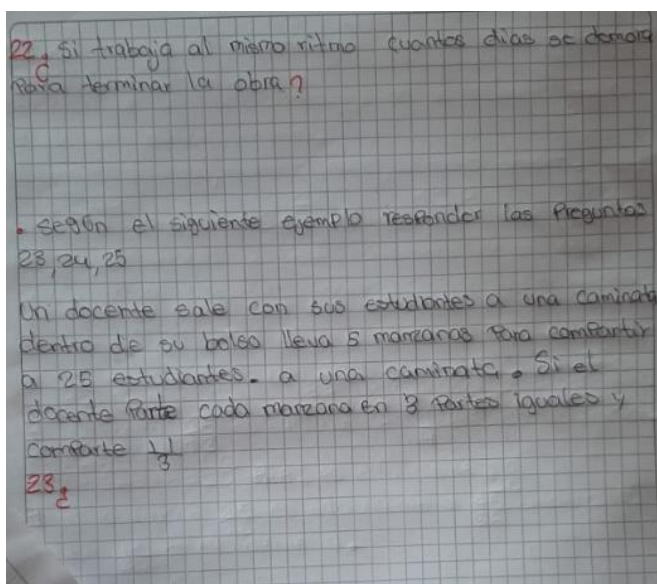 22. ¿ Si trabaja al mismo ritmo cuantos dias se demora
para terminar la obra?
. Según el siguiente ejemplo responder las Preguntas
23, 24, 25
Un docente sale con sus estudiantes a una caminata
dentro de su bolso lleva 5 manzanas Para compartir
a 25 estudiantes. a una caminata. Si el
docente Parte cada manzana en 3 Partes iguales y
comparte 11/3
23. ¿